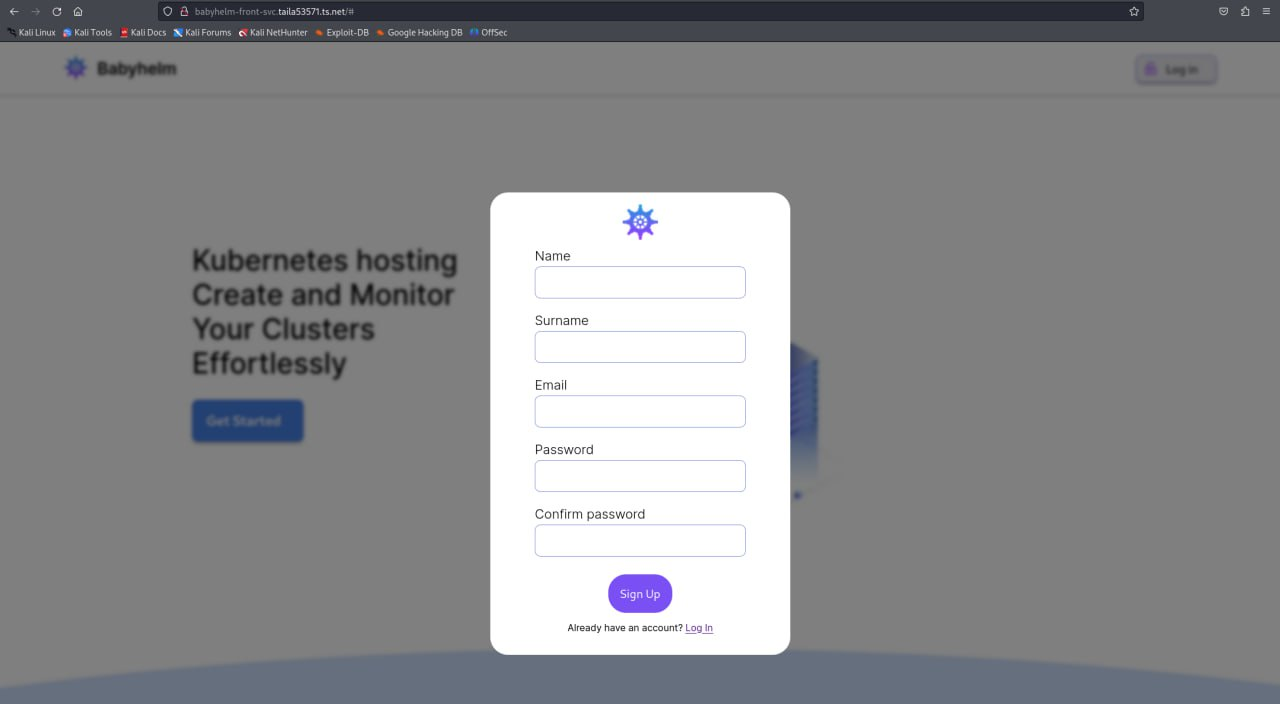 babyhelm-front-svc.taila53571.ts.net/#
Kali Linux Kali Tools Kali Docs Kali Forums Kali NetHunter Exploit-DB Google Hacking DB OffSec
Babyhelm
Log in
Kubernetes hosting
Create and Monitor
Your Clusters
Effortlessly
Get Started
Name
Surname
Email
Password
Confirm password
Sign Up
Already have an account? Log In